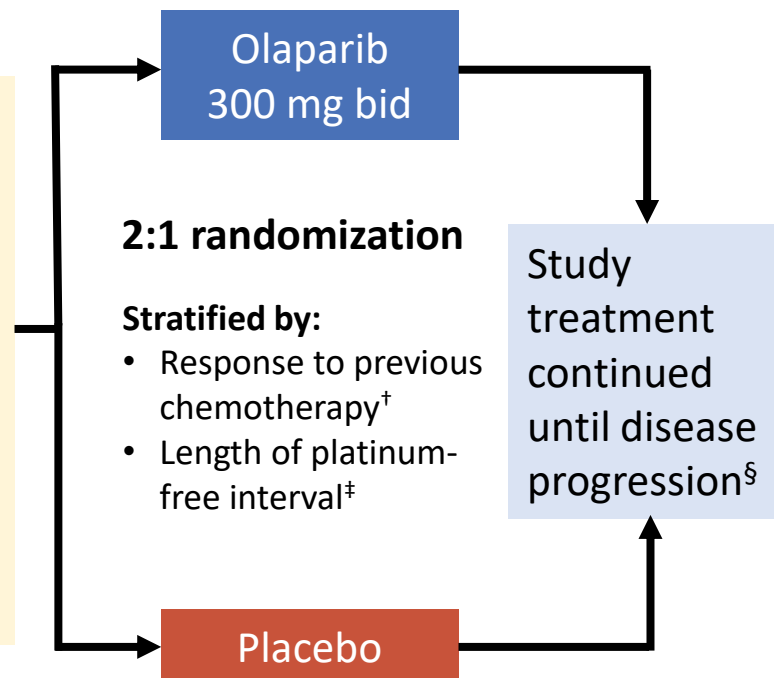 Olaparib
300 mg bid
2:1 randomization
Stratified by:
• Response to previous
chemotherapy†
• Length of platinum-
free interval‡
Study
treatment
continued
until disease
progression§
Placebo